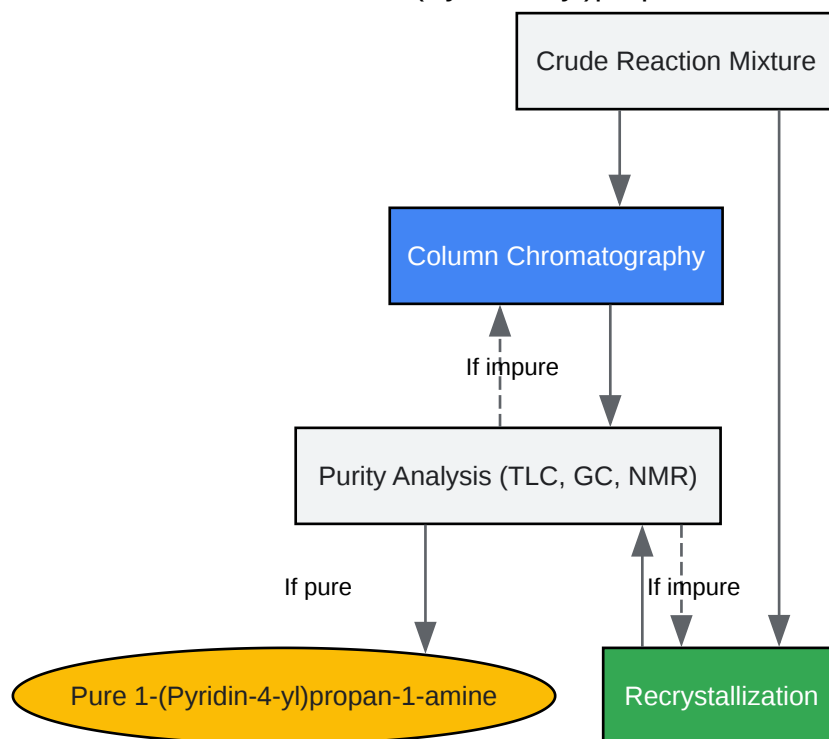 Crude Reaction Mixture
Column Chromatography
If impure
Purity Analysis (TLC, GC, NMR)
If pure
If impure
Pure 1-(Pyridin-4-yl)propan-1-amine
Recrystallization